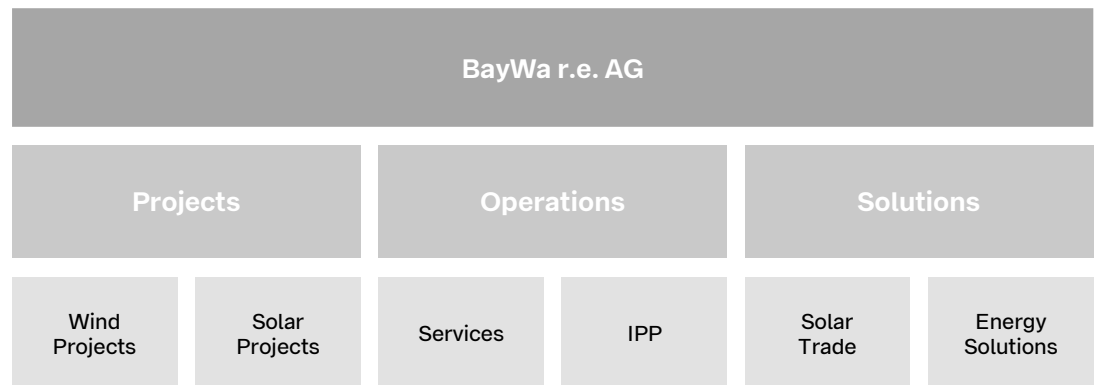 BayWa r.e. AG
Projects
Operations
Solutions
Wind
Projects
Solar
Projects
Services
IPP
Solar
Trade
Energy
Solutions